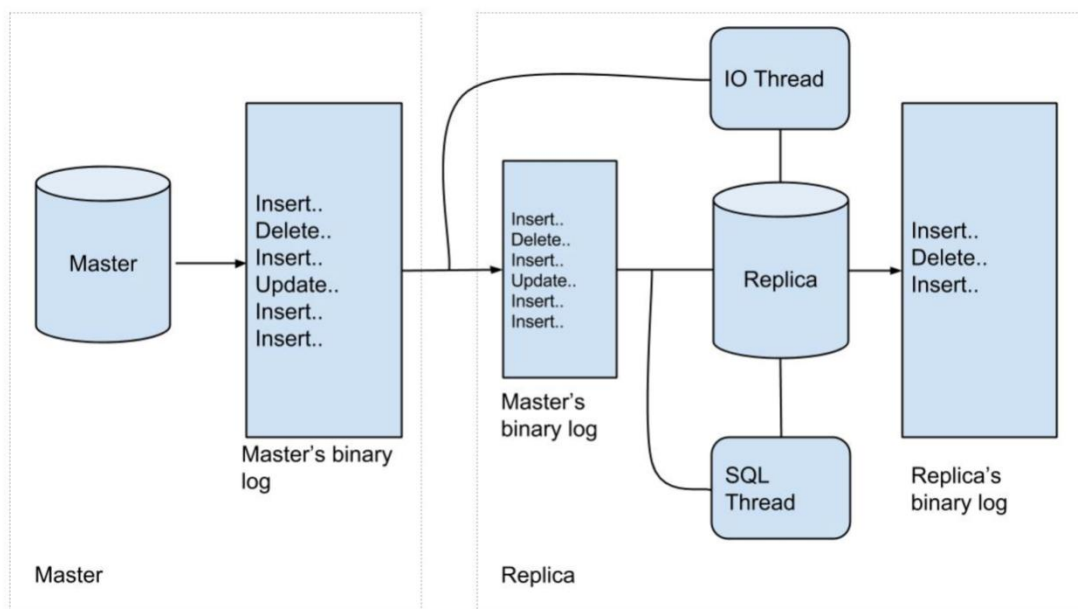 Master
Insert..
Delete..
Insert..
Update..
Insert..
Insert..
Master's binary
log
Master
IO Thread
Insert..
Delete..
Insert..
Update..
Insert..
Insert..
Master's
binary log
Replica
SQL
Thread
Insert..
Delete..
Insert..
Replica's
binary log
Replica